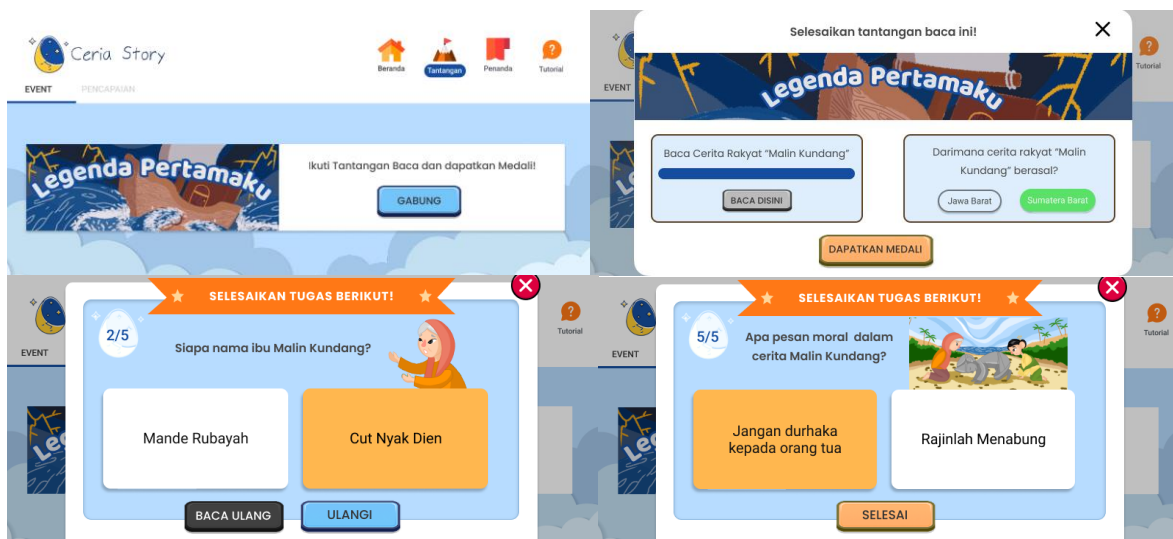 Ceria Story
Beranda
Tantangan
Penanda
Tutorial
EVENT
PENCAPAIAN
Legenda Pertamaku
Ikuti Tantangan Baca dan dapatkan Medali!
GABUNG
Selesaikan tantangan baca ini!
Tutorial
EVENT
Legenda Pertamaku
Baca Cerita Rakyat “Malin Kundang”
BACA DISINI
Darimana cerita rakyat “Malin
Kundang” berasal?
Jawa Barat
Sumatera Barat
DAPATKAN MEDALI
SELESAIKAN TUGAS BERIKUT!
Tutorial
EVENT
2/5
Siapa nama ibu Malin Kundang?
Mande Rubayah
Cut Nyak Dien
BACA ULANG
ULANGI
SELESAIKAN TUGAS BERIKUT!
Tutorial
EVENT
5/5
Apa pesan moral dalam
cerita Malin Kundang?
Jangan durhaka
kepada orang tua
Rajinlah Menabung
SELESAI